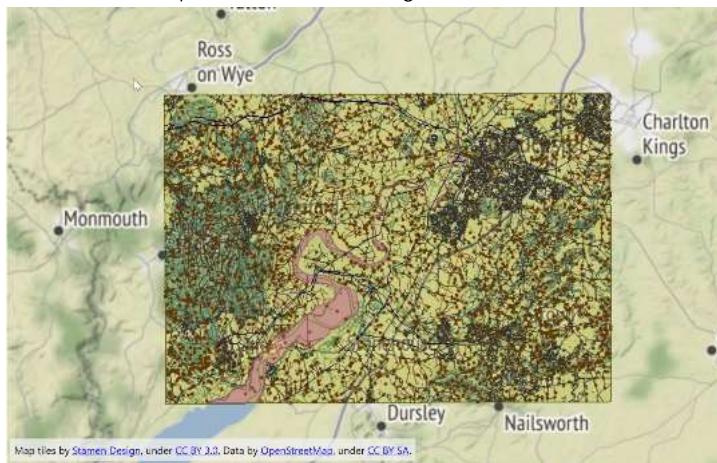 Ross
on Wye
Charlton
Kings
Monmouth
Dursley
Nailsworth
Map tiles by Stamen Design, under CC BY 3.0. Data by OpenStreetMap, under CC BY SA.